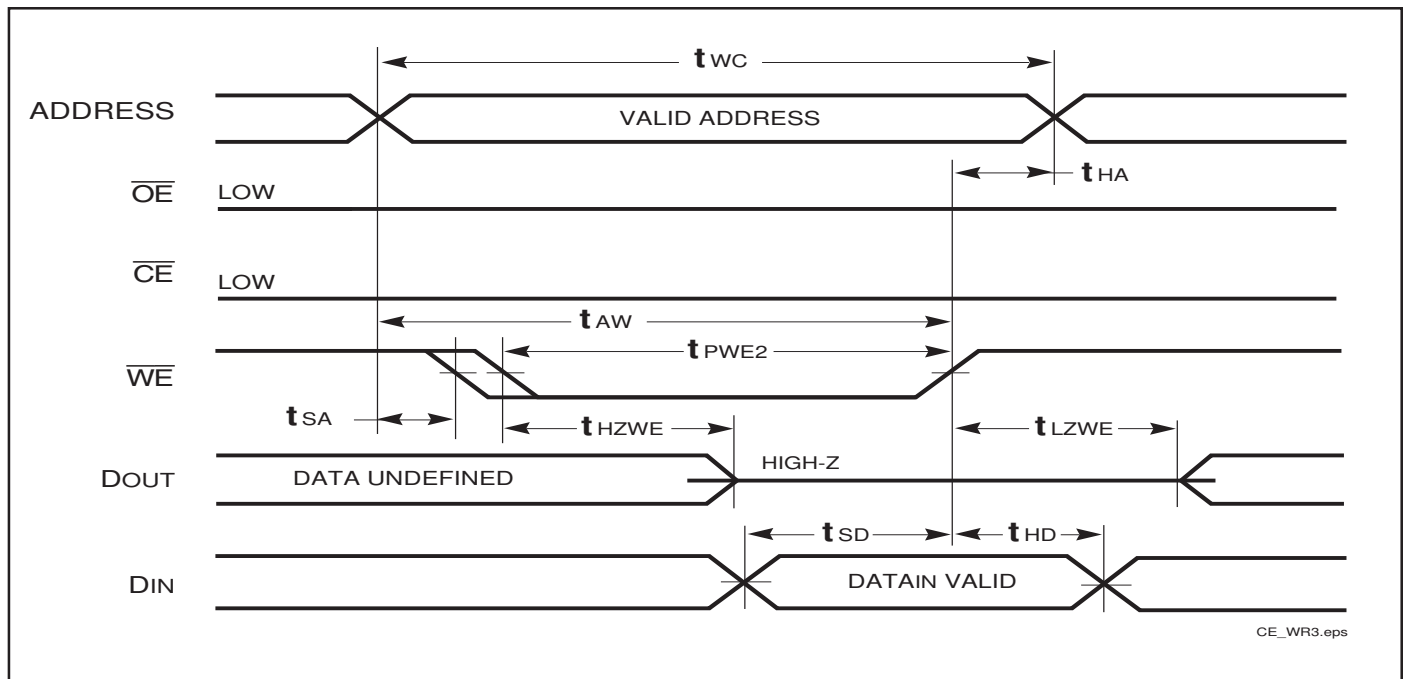 tWC
ADDRESS
VALID ADDRESS
tHA
OE
LOW
CE
LOW
tAW
tPWE2
WE
tSA
tHZWE
tLZWE
DOUT
DATA UNDEFINED
HIGH-Z
tSD
tHD
DIN
DATAIN VALID
CE_WR3.eps